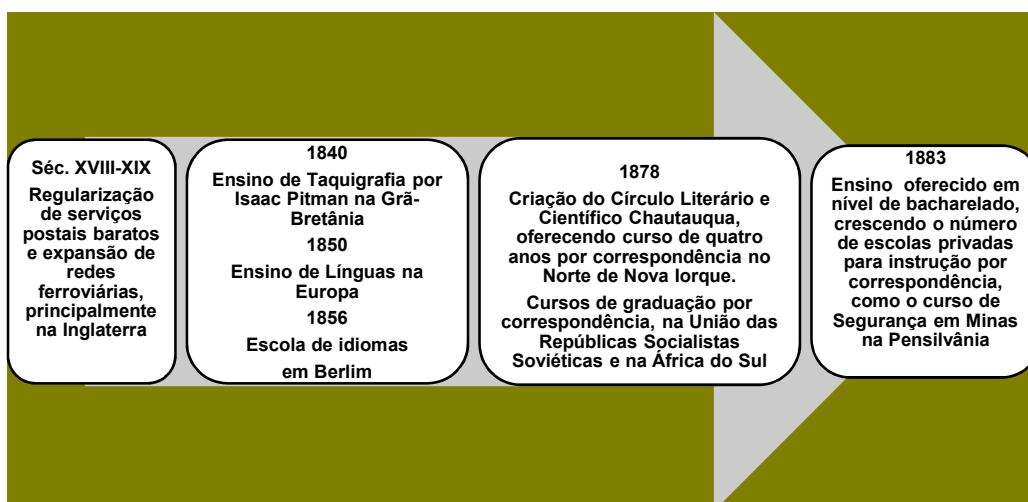 Séc. XVIII-XIX
Regularização
de serviços
postais baratos
e expansão de
redes
ferroviárias,
principalmente
na Inglaterra
1840
Ensino de Taquigrafia por
Isaac Pitman na Grã-
Bretânia
1850
Ensino de Línguas na
Europa
1856
Escola de idiomas
em Berlim
1878
Criação do Círculo Literário e
Científico Chautauqua,
oferecendo curso de quatro
anos por correspondência no
Norte de Nova Iorque.
Cursos de graduação por
correspondência, na União das
Repúblicas Socialistas
Soviéticas e na África do Sul
1883
Ensino oferecido em
nível de bacharelado,
crescendo o número
de escolas privadas
para instrução por
correspondência,
como o curso de
Segurança em Minas
na Pensilvânia